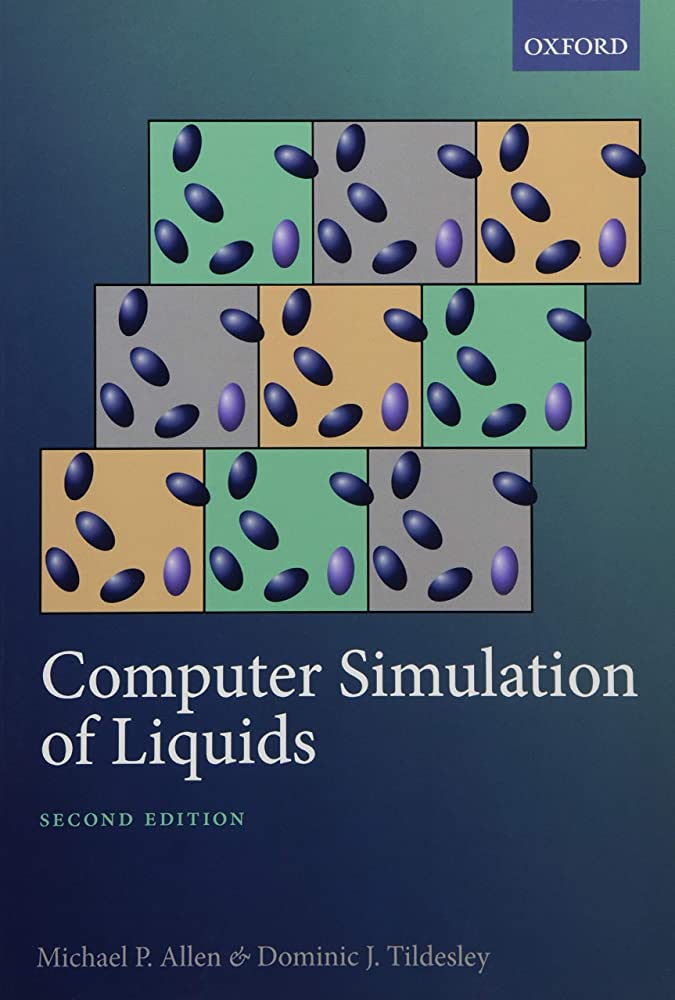 OXFORD
Computer Simulation
of Liquids
SECOND EDITION
Michael P. Allen & Dominic J. Tildesley